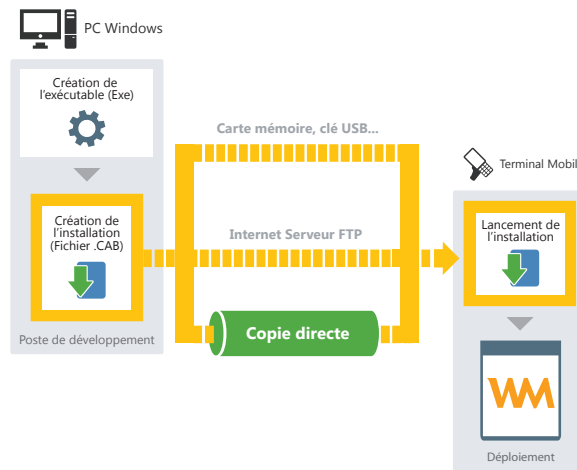 PC Windows
Création de
l'exécutable (Exe)
Création de
l'installation
(Fichier .CAB)
Poste de développement
Carte mémoire, clé USB...
Internet Serveur FTP
Copie directe
Terminal Mobil
Lancement de
l'installation
WM
Déploiement